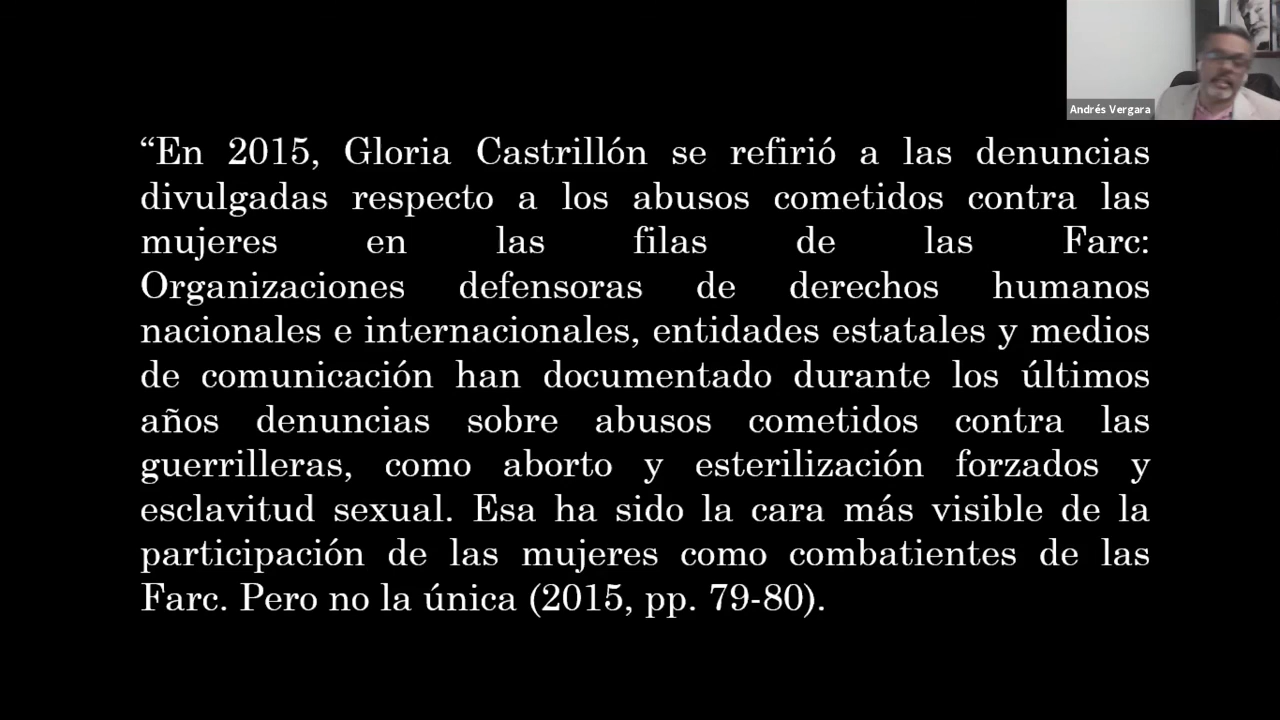 Andrés Vergara
“En 2015, Gloria Castrillón se refirió a las denuncias
divulgadas respecto a los abusos cometidos contra las
mujeres en las filas de las Farc:
Organizaciones defensoras de derechos humanos
nacionales e internacionales, entidades estatales y medios
de comunicación han documentado durante los últimos
años denuncias sobre abusos cometidos contra las
guerrilleras, como aborto y esterilización forzados y
esclavitud sexual. Esa ha sido la cara más visible de la
participación de las mujeres como combatientes de las
Farc. Pero no la única (2015, pp. 79-80).